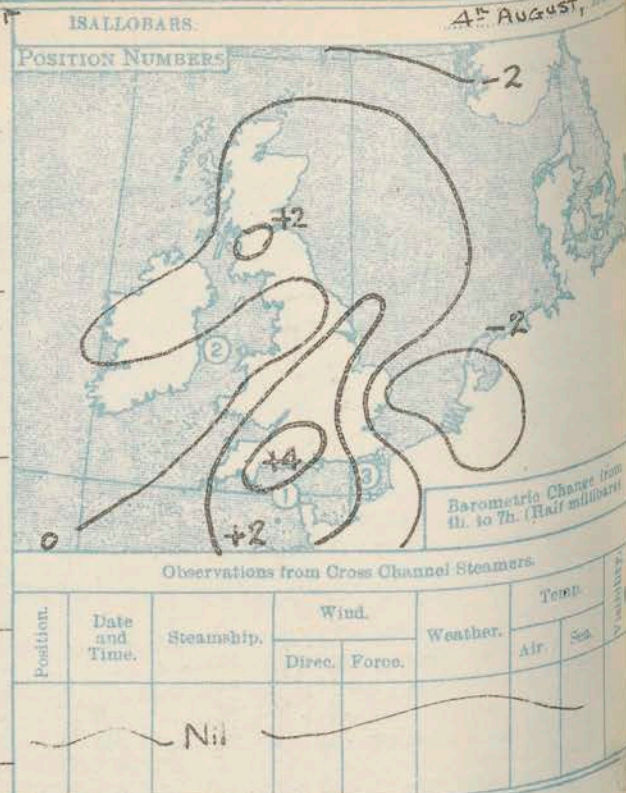 ISALLOBARS.
4TH AUGUST,
POSITION NUMBERS
-2
+2
2
-2
+4
3
1
Barometric Change from
4h. to 7h. (Half millibars)
0
+2
Observations from Cross Channel Steamers.
Position.
Date and Time.
Steamship.
Wind.
Direc.
Force.
Weather.
Temp.
Air.
Sea.
Visibility.
Nil